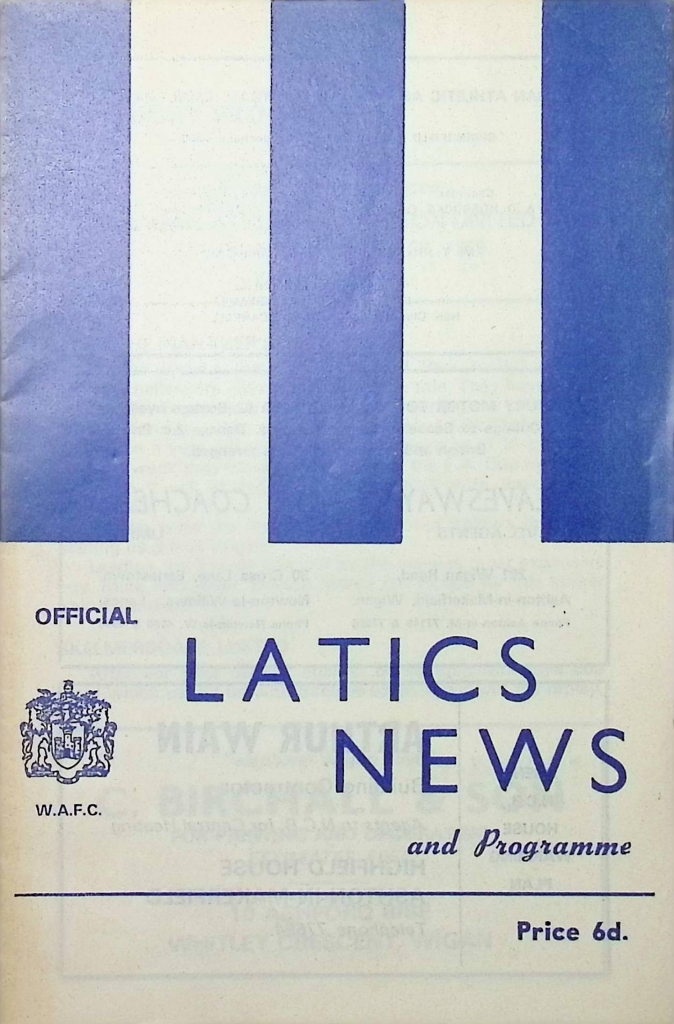 OFFICIAL
LATICS
NEWS
W.A.F.C.
and Programme
Price 6d.